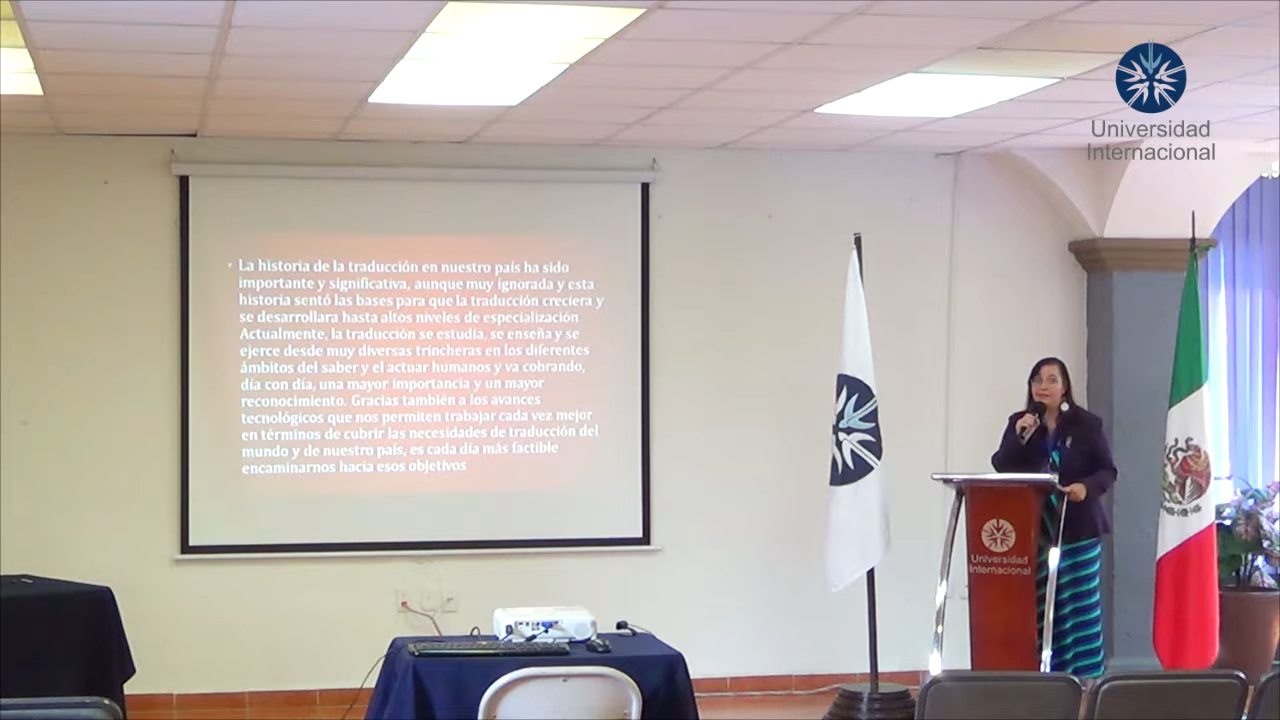 Universidad
Internacional
• La historia de la traducción en nuestro país ha sido
importante y significativa, aunque muy ignorada y esta
historia sentó las bases para que la traducción creciera y
se desarrollara hasta altos niveles de especialización.
Actualmente, la traducción se estudia, se enseña y se
ejerce desde muy diversas trincheras en los diferentes
ámbitos del saber y el actuar humanos y va cobrando,
día con día, una mayor importancia y un mayor
reconocimiento. Gracias también a los avances
tecnológicos que nos permiten trabajar cada vez mejor
en términos de cubrir las necesidades de traducción del
mundo y de nuestro país, es cada día más factible
encaminarnos hacia esos objetivos
Universidad
Internacional